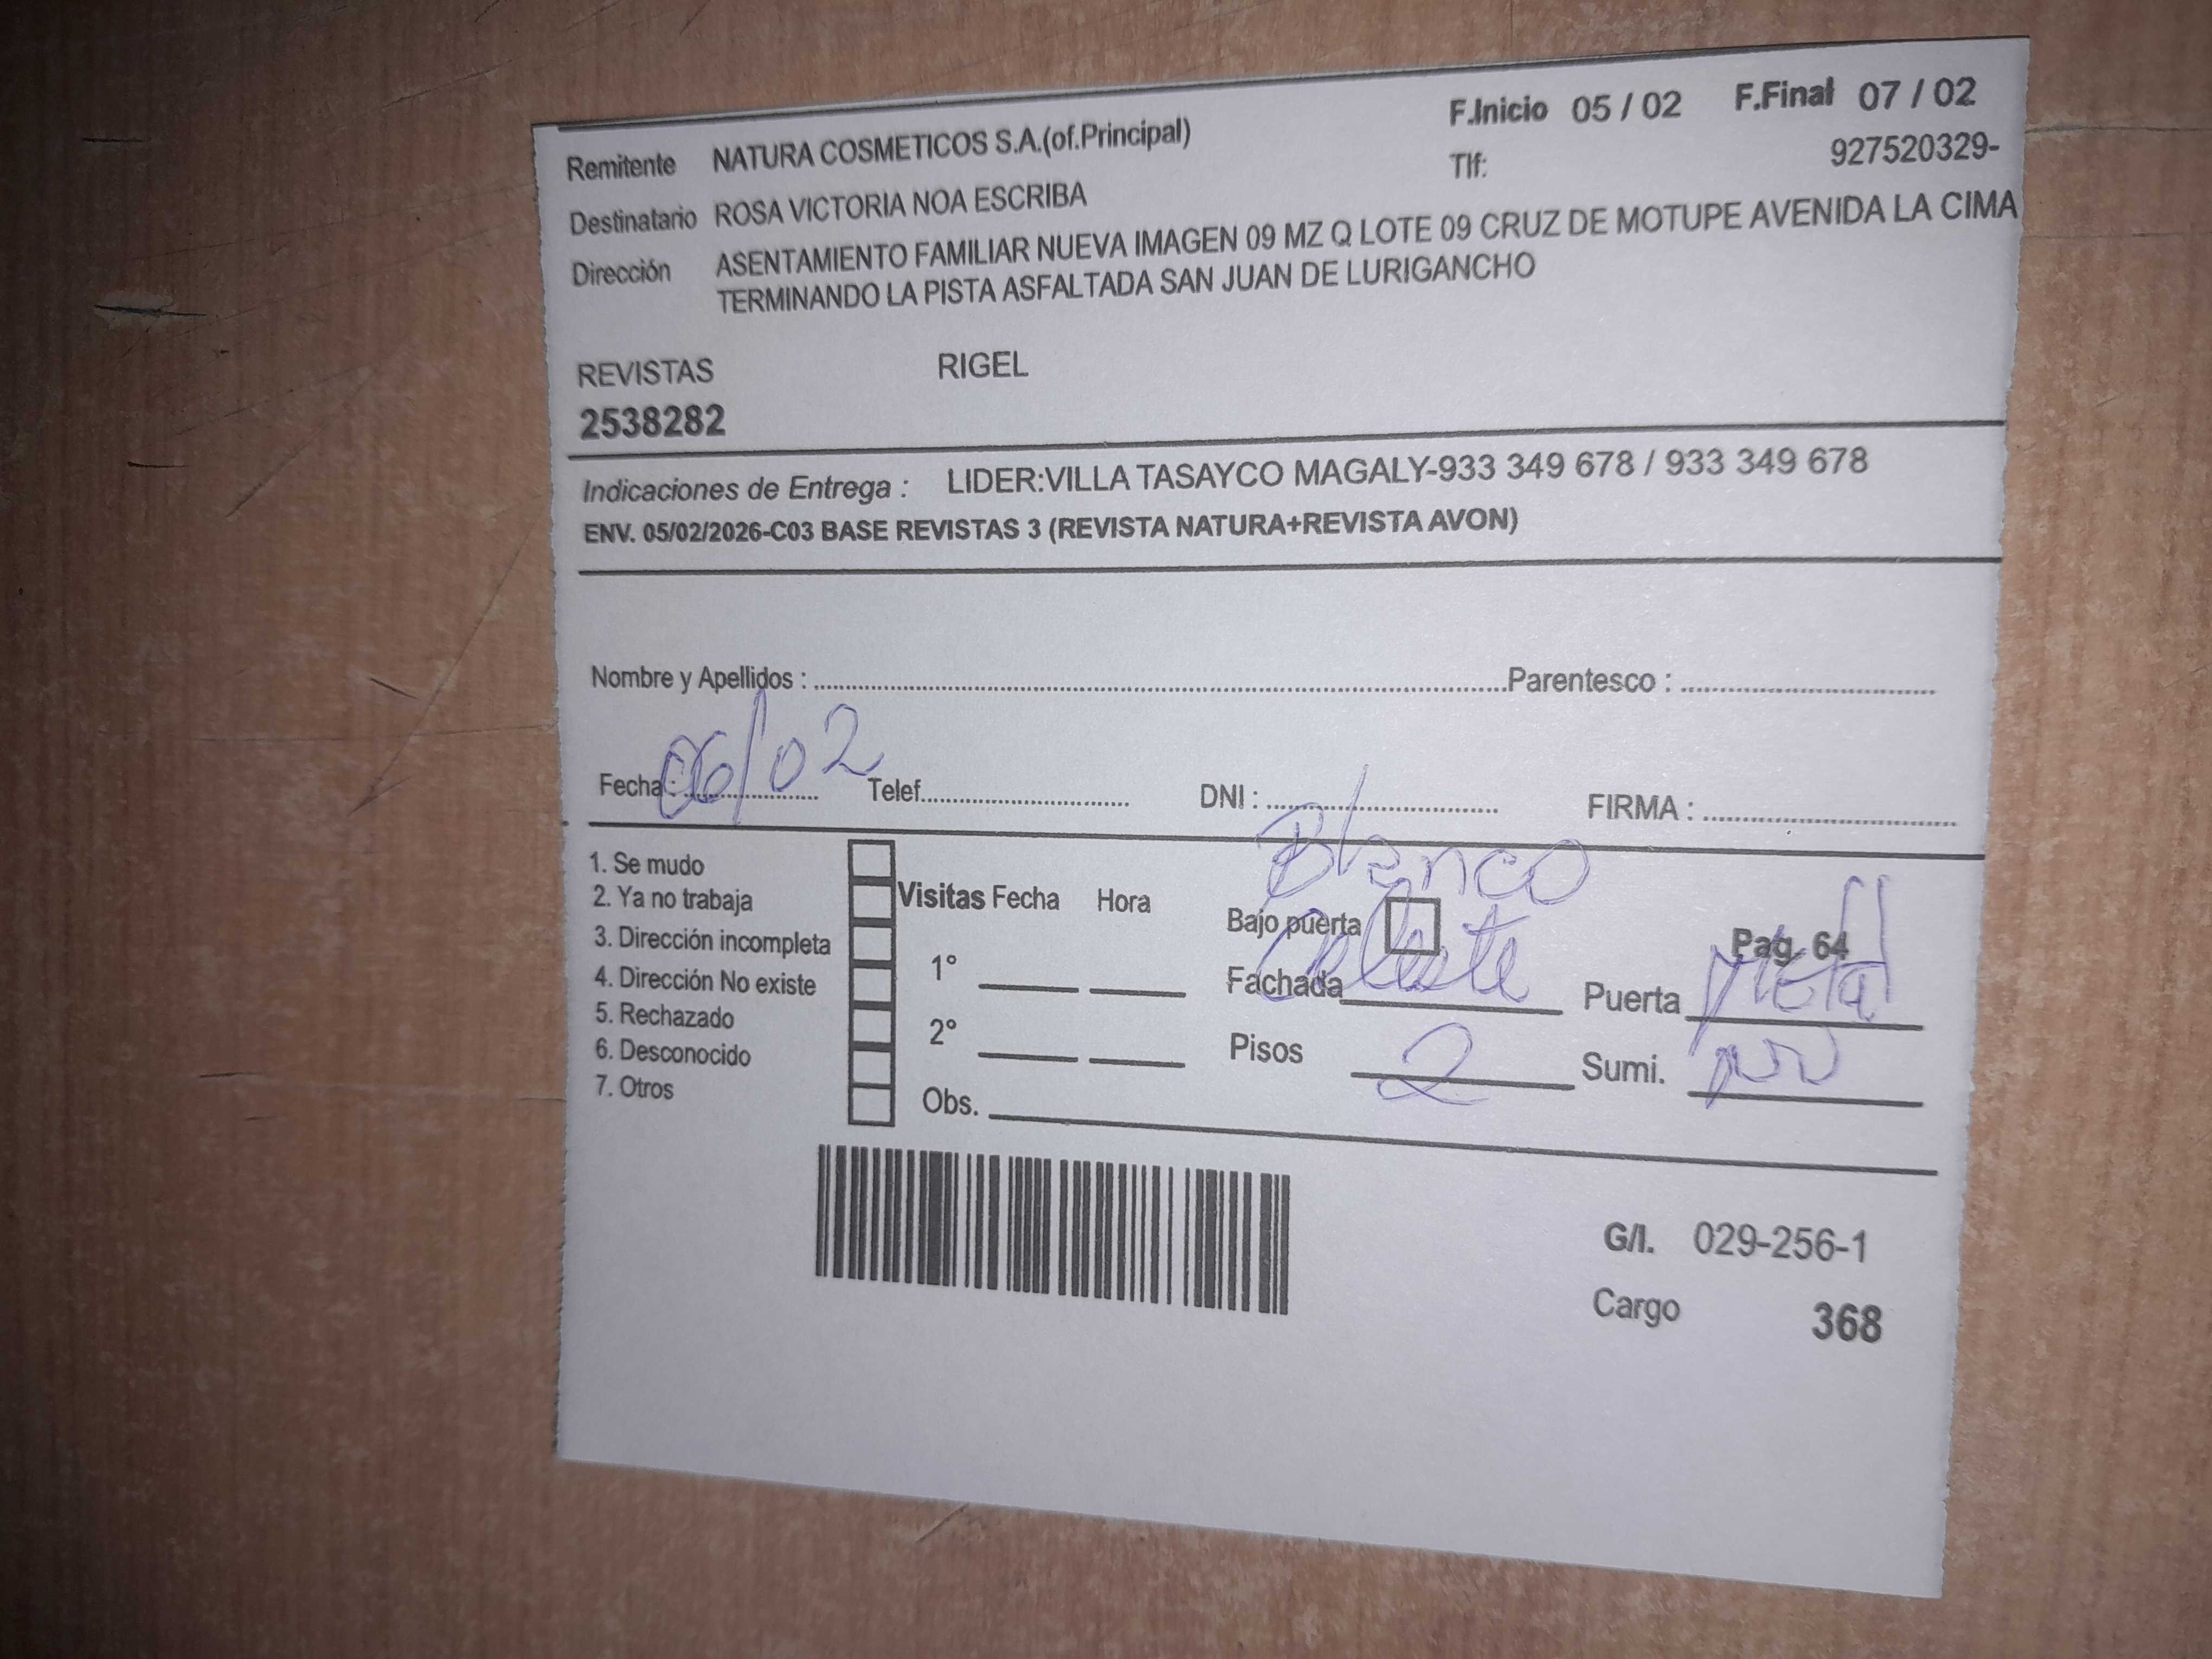 F.Inicio 05 / 02 F.Final 07 / 02
Remitente NATURA COSMETICOS S.A.(of.Principal) Tlf: 927520329-
Destinatario ROSA VICTORIA NOA ESCRIBA
Dirección ASENTAMIENTO FAMILIAR NUEVA IMAGEN 09 MZ Q LOTE 09 CRUZ DE MOTUPE AVENIDA LA CIMA
TERMINANDO LA PISTA ASFALTADA SAN JUAN DE LURIGANCHO
REVISTAS RIGEL
2538282
Indicaciones de Entrega : LIDER:VILLA TASAYCO MAGALY-933 349 678 / 933 349 678
ENV. 05/02/2026-C03 BASE REVISTAS 3 (REVISTA NATURA+REVISTA AVON)
Nombre y Apellidos : Parentesco :
Fecha : 06/02 Telef. DNI : FIRMA :
1. Se mudo
2. Ya no trabaja
3. Dirección incompleta
4. Dirección No existe
5. Rechazado
6. Desconocido
7. Otros
Visitas Fecha Hora
1°
2°
Obs.
Blanco
Bajo puerta Pag. 64
Fachada Celeste Puerta Metal
Pisos 2 Sumi.
G/I. 029-256-1
Cargo 368